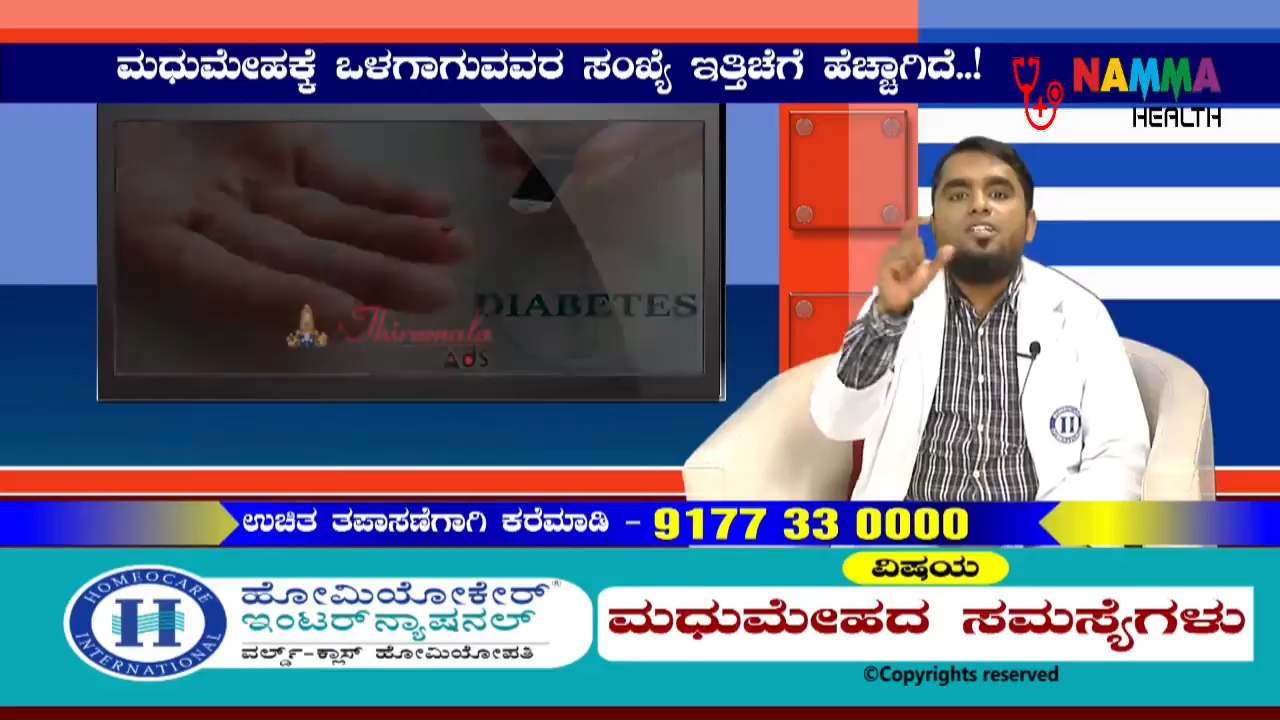 ಮಧುಮೇಹಕ್ಕೆ ಒಳಗಾಗುವವರ ಸಂಖ್ಯೆ ಇತ್ತಿಚೆಗೆ ಹೆಚ್ಚಾಗಿದೆ..!
NAMMA
HEALTH
DIABETES
Thirumala
Ads
H
ಉಚಿತ ತಪಾಸಣೆಗಾಗಿ ಕರೆಮಾಡಿ - 9177 33 0000
ವಿಷಯ
HOMEOCARE
H
INTERNATIONAL
ಹೋಮಿಯೋಕೇರ್®
ಇಂಟರ್‌ನ್ಯಾಷನಲ್
ವರ್ಲ್ಡ್-ಕ್ಲಾಸ್ ಹೋಮಿಯೋಪತಿ
ಮಧುಮೇಹದ ಸಮಸ್ಯೆಗಳು
©Copyrights reserved